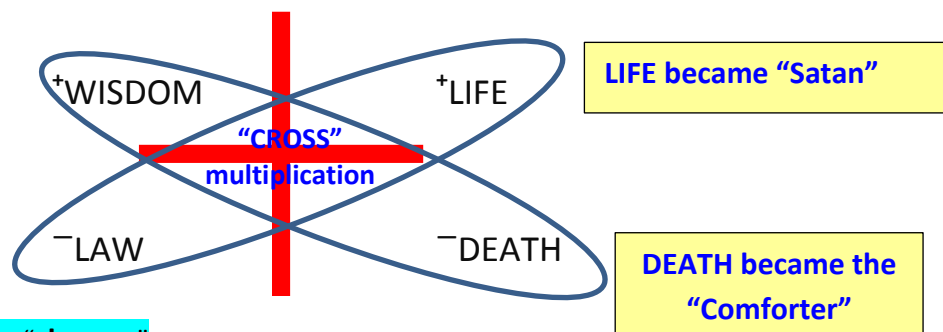 ⁺WISDOM
⁺LIFE
LIFE became “Satan”
“CROSS”
multiplication
⁻LAW
⁻DEATH
DEATH became the
“Comforter”